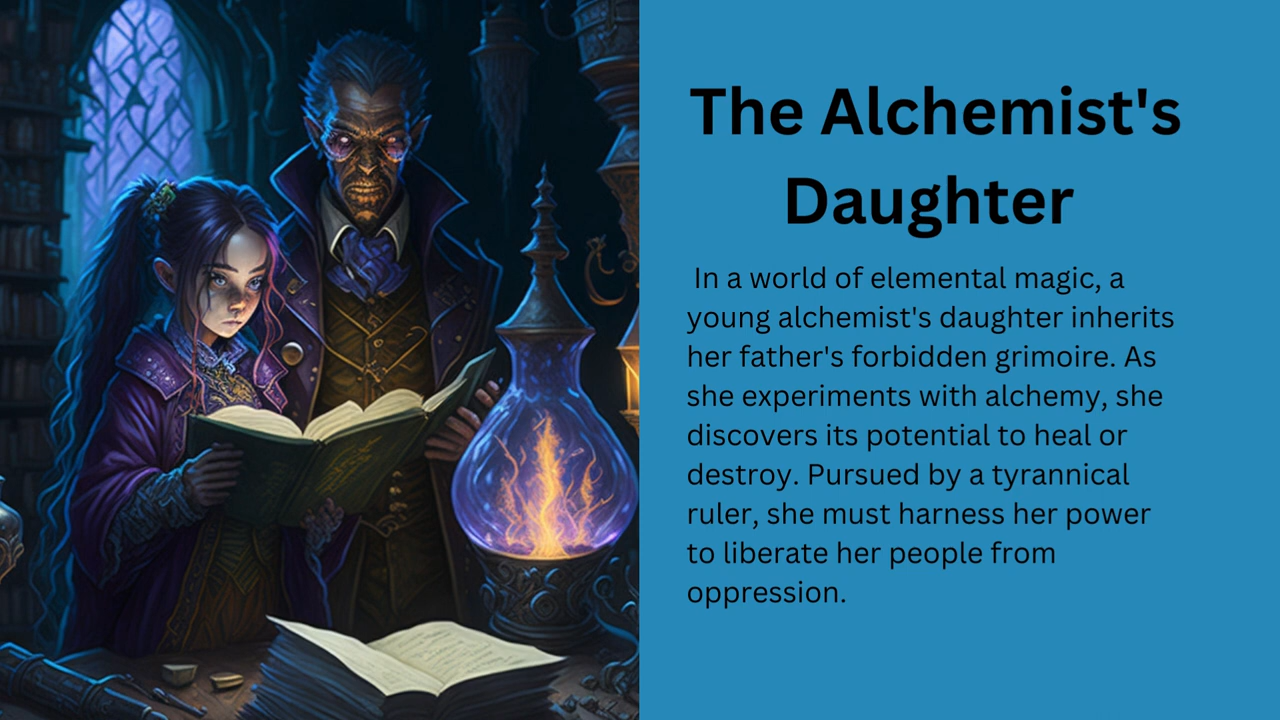 The Alchemist's
Daughter
In a world of elemental magic, a
young alchemist's daughter inherits
her father's forbidden grimoire. As
she experiments with alchemy, she
discovers its potential to heal or
destroy. Pursued by a tyrannical
ruler, she must harness her power
to liberate her people from
oppression.